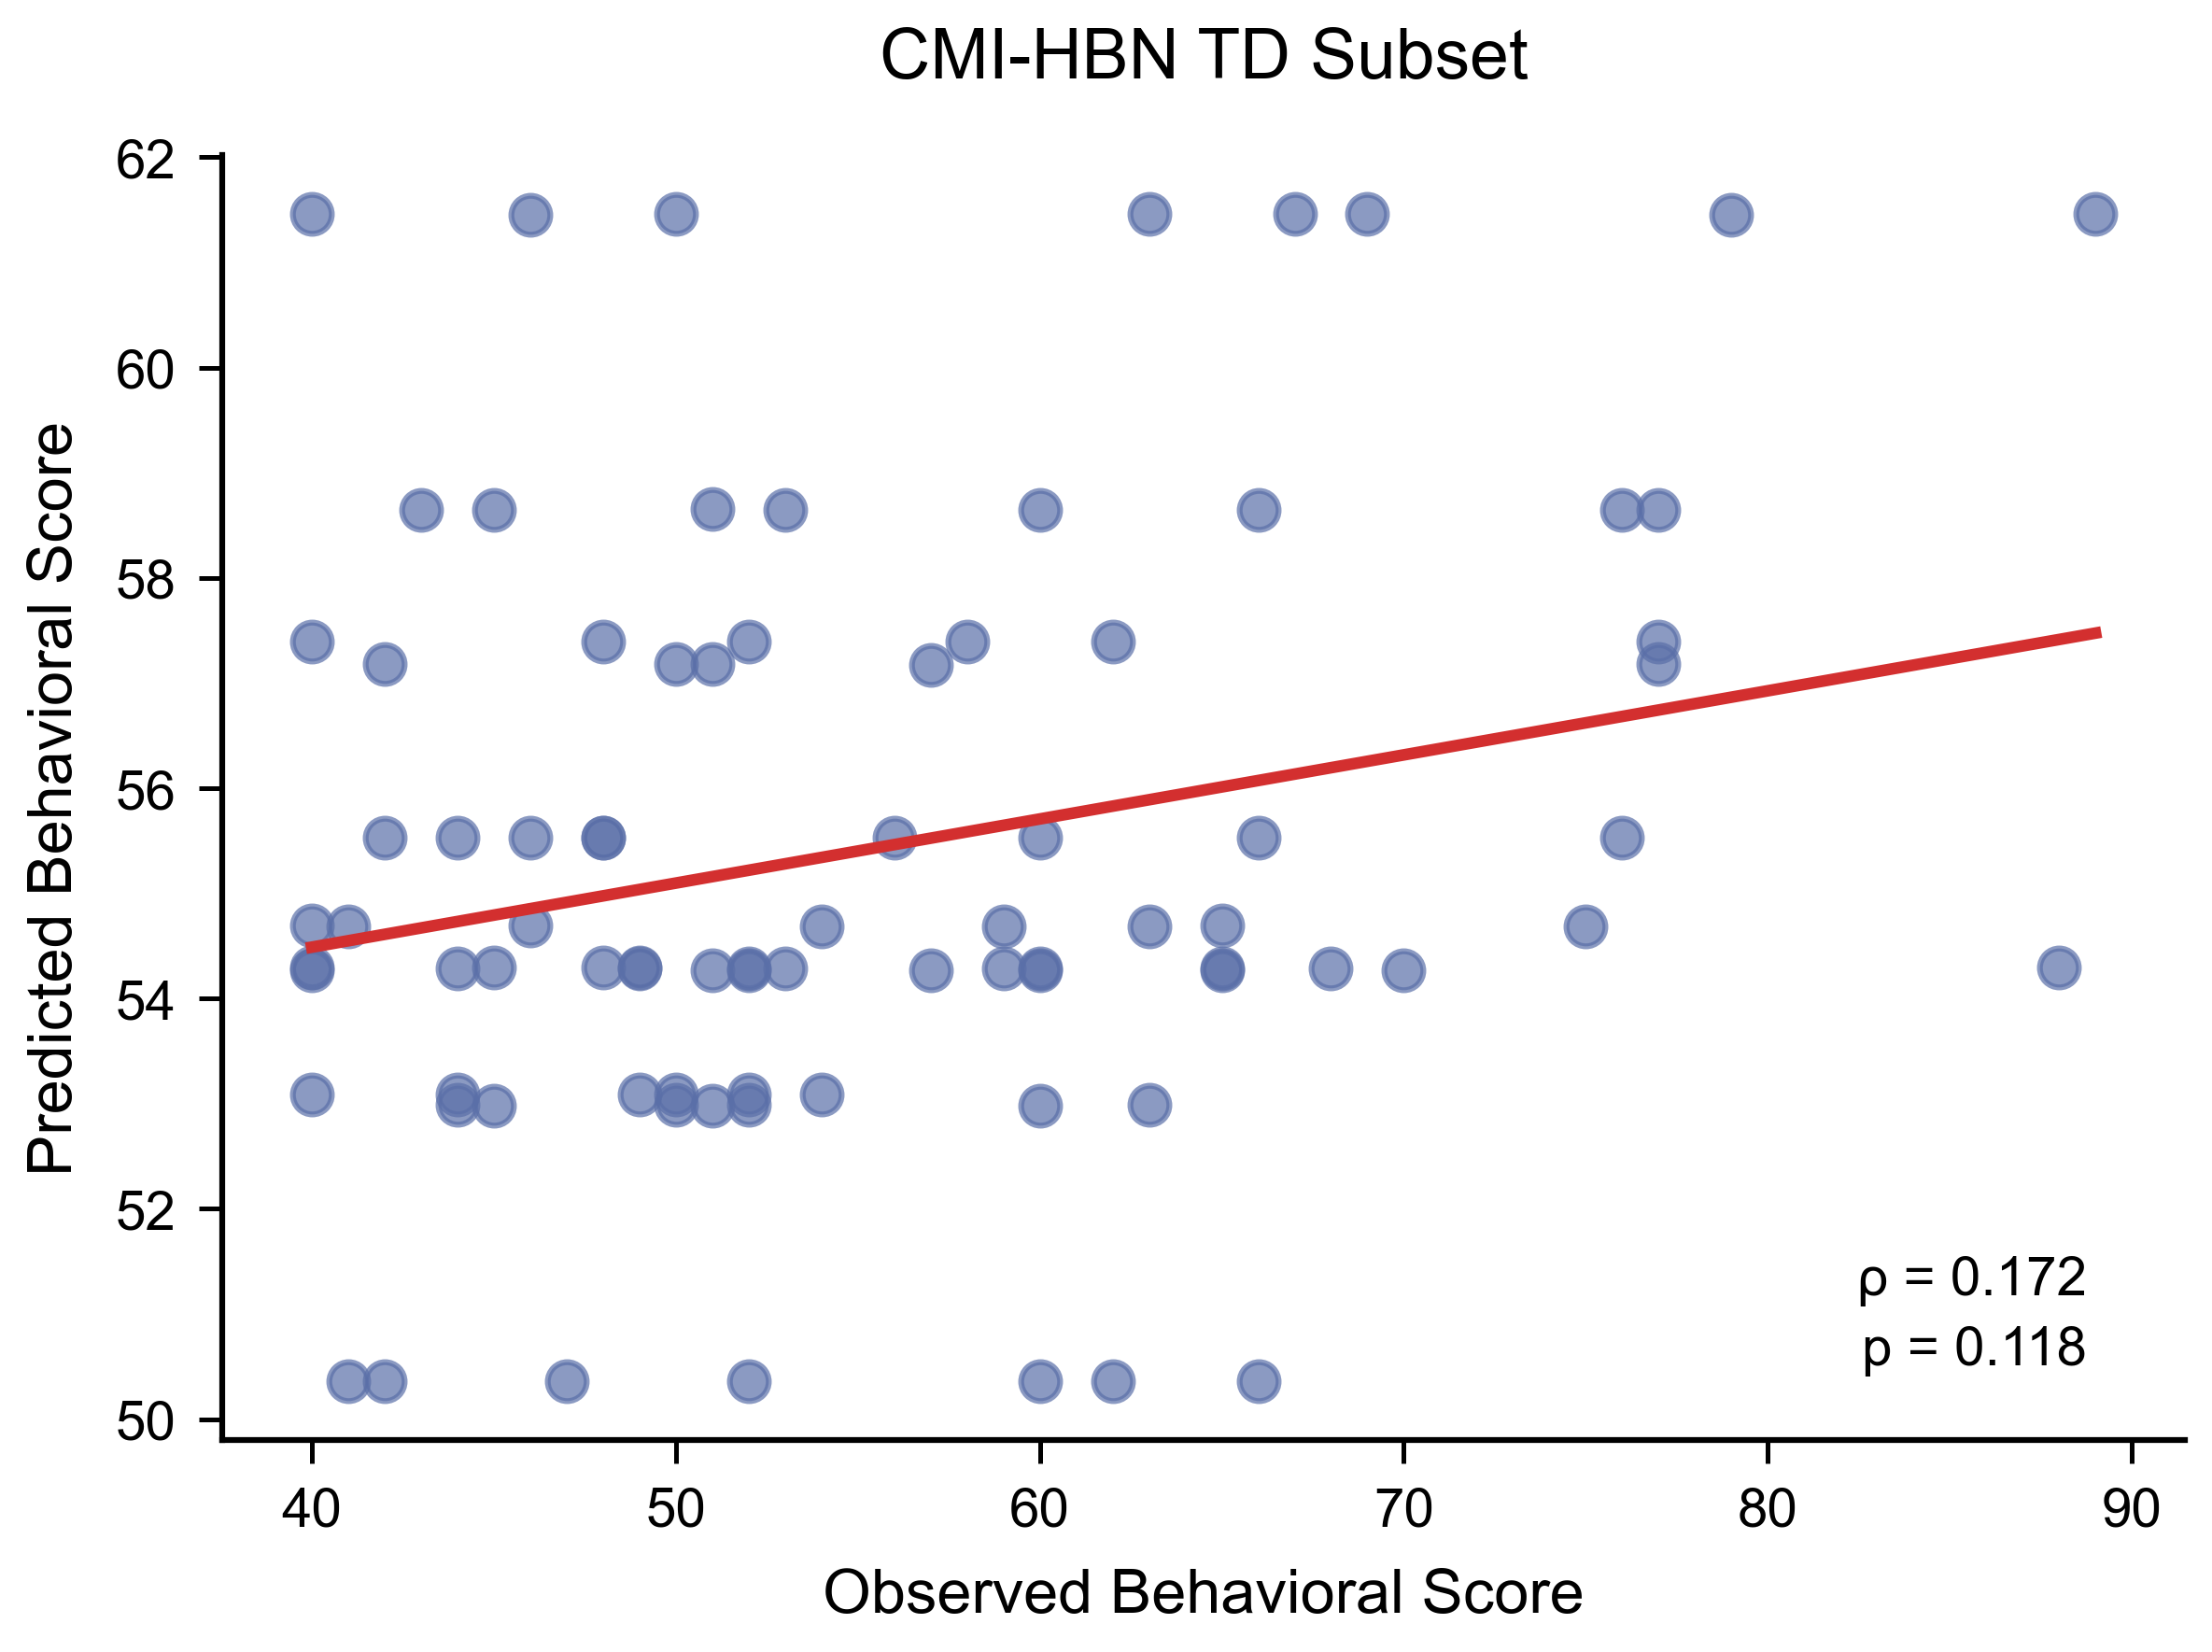 CMI-HBN TD Subset
62
60
58
56
54
52
50
Predicted Behavioral Score
ρ = 0.172
p = 0.118
40 50 60 70 80 90
Observed Behavioral Score